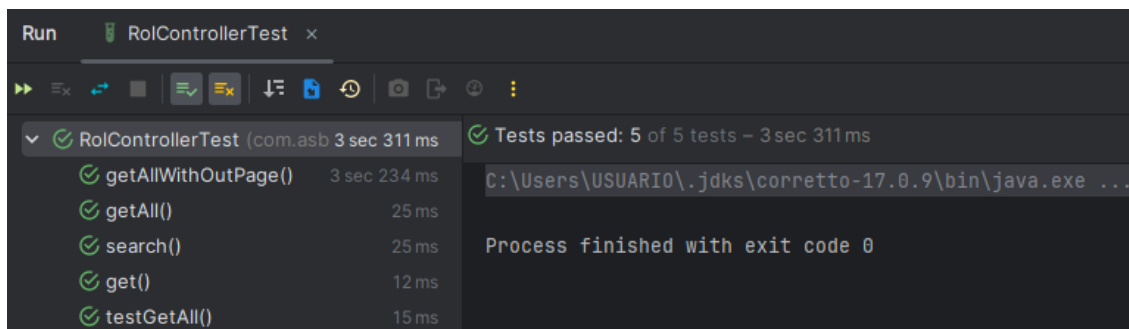 Run RolControllerTest ×
RolControllerTest (com.asb 3 sec 311 ms
getAllWithOutPage() 3 sec 234 ms
getAll() 25 ms
search() 25 ms
get() 12 ms
testGetAll() 15 ms
Tests passed: 5 of 5 tests – 3 sec 311 ms
C:\Users\USUARIO\.jdks\corretto-17.0.9\bin\java.exe ...
Process finished with exit code 0